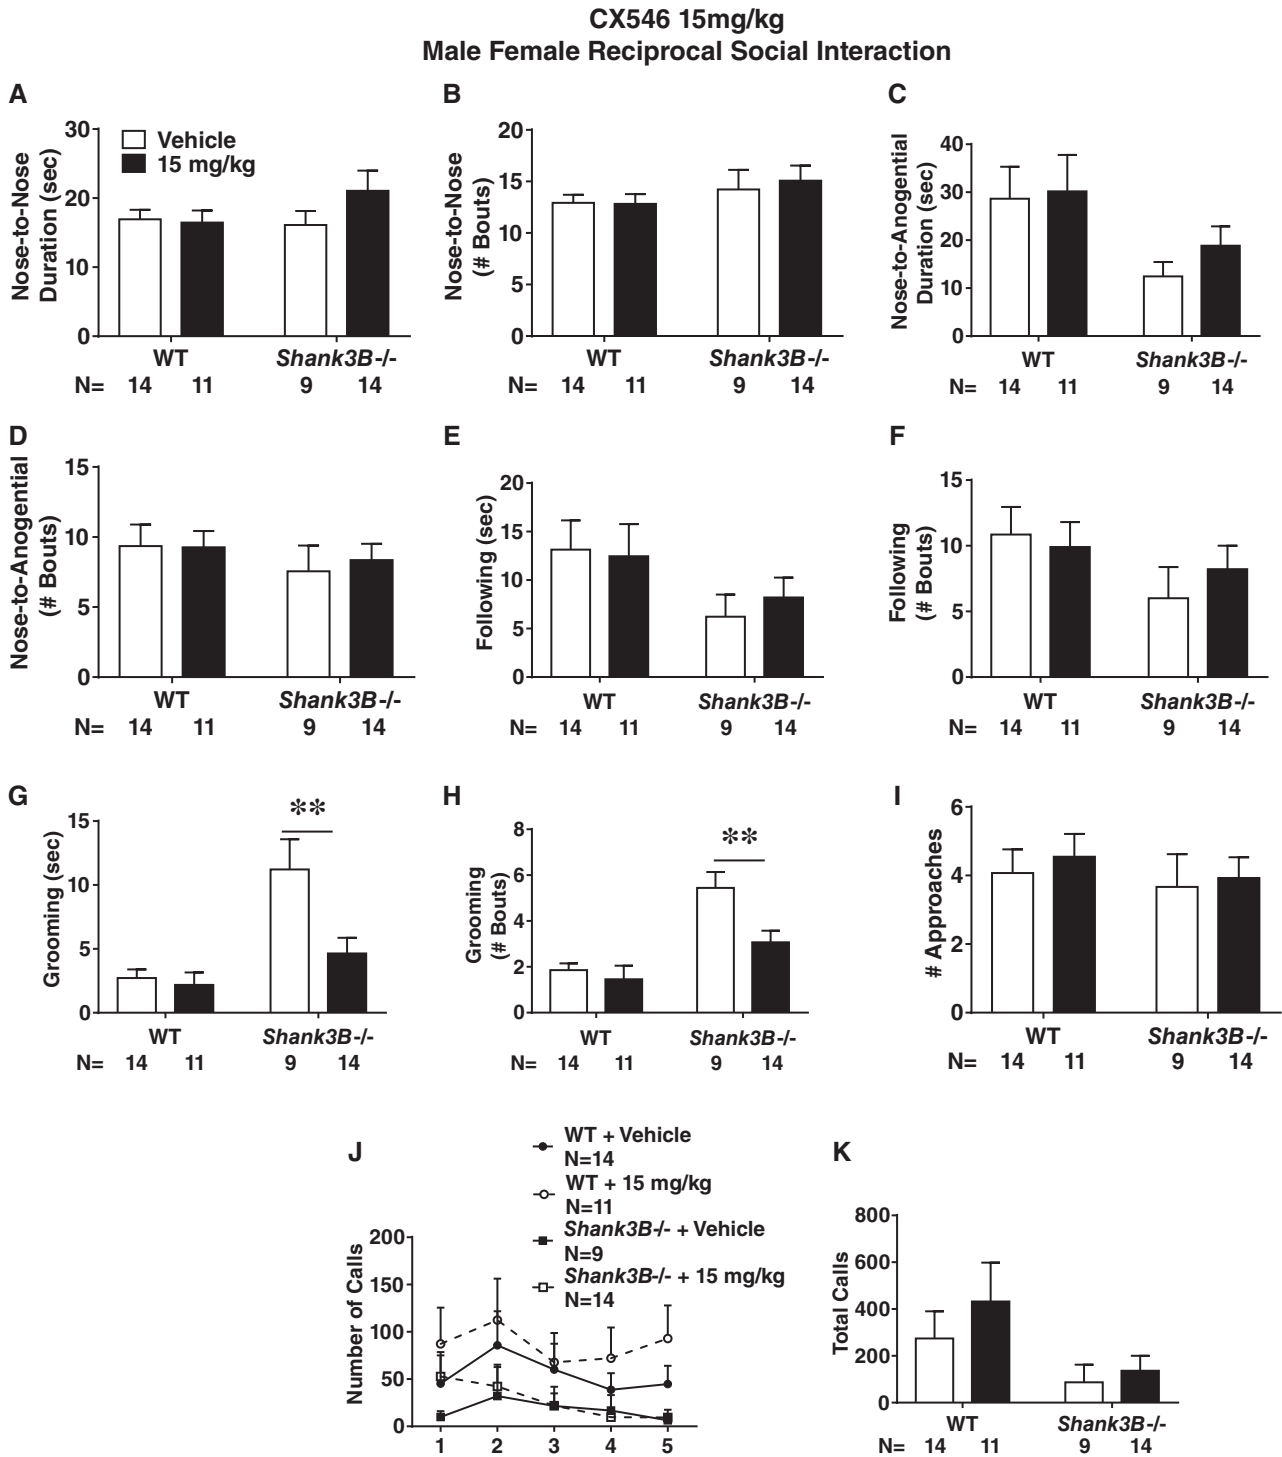 CX546 15mg/kg
Male Female Reciprocal Social Interaction
A
Nose-to-Nose
Duration (sec)
30
20
10
0
Vehicle
15 mg/kg
WT
Shank3B-/-
N= 14 11 9 14
B
Nose-to-Nose
(# Bouts)
20
15
10
5
0
WT
Shank3B-/-
N= 14 11 9 14
C
Nose-to-Anogential
Duration (sec)
40
30
20
10
0
WT
Shank3B-/-
N= 14 11 9 14
D
Nose-to-Anogential
(# Bouts)
15
10
5
0
WT
Shank3B-/-
N= 14 11 9 14
E
Following (sec)
20
15
10
5
0
WT
Shank3B-/-
N= 14 11 9 14
F
Following
(# Bouts)
15
10
5
0
WT
Shank3B-/-
N= 14 11 9 14
G
Grooming (sec)
15
10
5
0
**
WT
Shank3B-/-
N= 14 11 9 14
H
Grooming
(# Bouts)
8
6
4
2
0
**
WT
Shank3B-/-
N= 14 11 9 14
I
# Approaches
6
4
2
0
WT
Shank3B-/-
N= 14 11 9 14
J
WT + Vehicle
N=14
WT + 15 mg/kg
N=11
Shank3B-/- + Vehicle
N=9
Shank3B-/- + 15 mg/kg
N=14
Number of Calls
200
150
100
50
0
1 2 3 4 5
K
Total Calls
800
600
400
200
0
WT
Shank3B-/-
N= 14 11 9 14